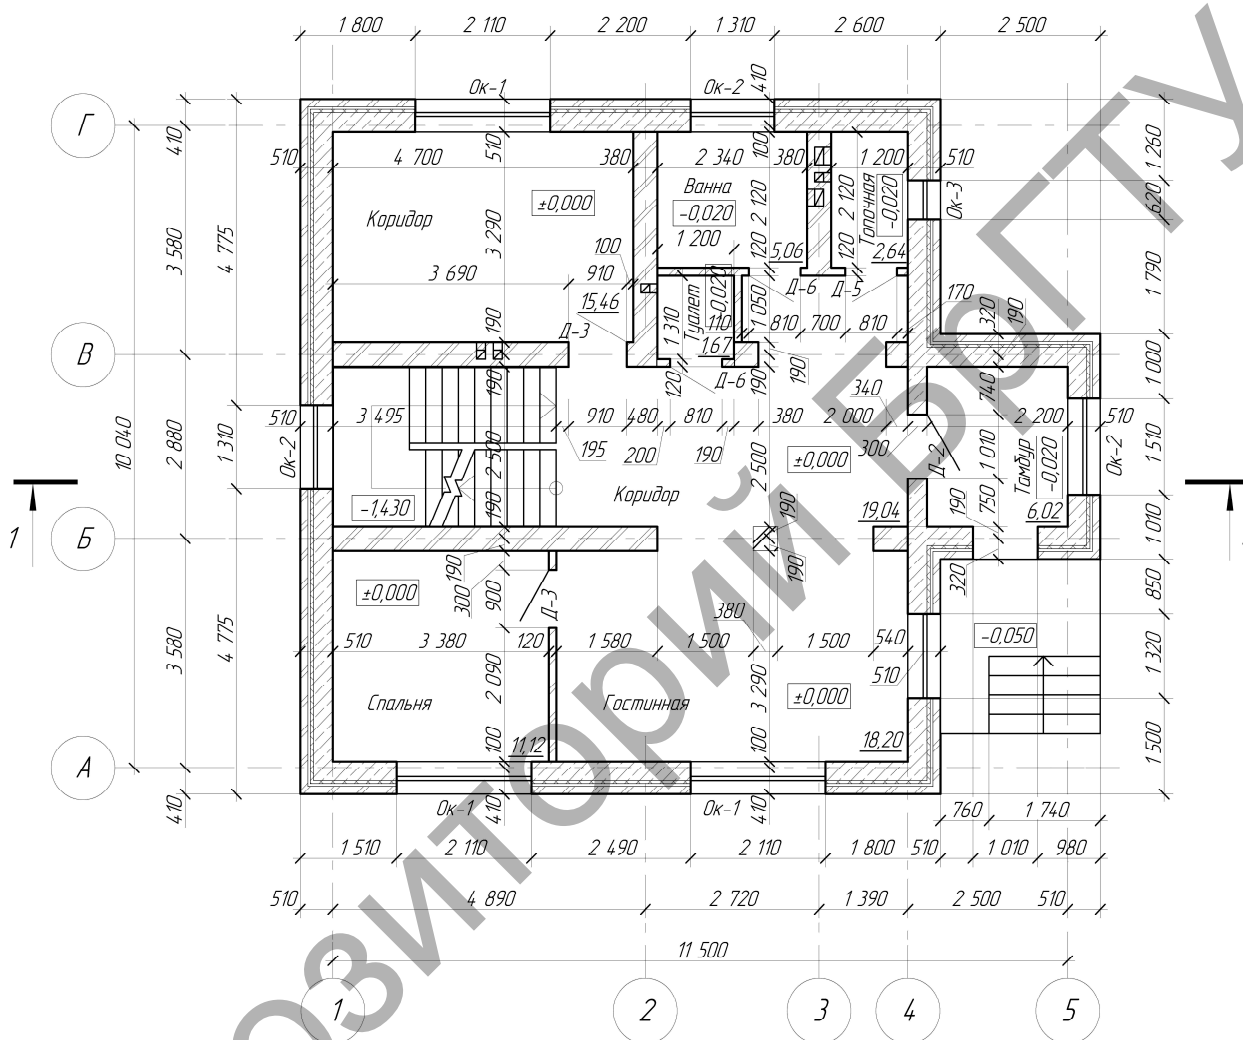 1 800 2 110 2 200 1 310 2 600 2 500
Ок-1 Ок-2 410
Г
410 510 100 1 260
510 4 700 380 2 340 380 1 200 510
Коридор ±0,000 Ванна -0,020 Топочная -0,020 Ок-3 620
3 580 4 775 3 290 2 120 2 120 1 200
100 120 5,06 120 2,64
3 690 910 15,46 Д-6 Д-5 170 1 790
Туалет -0,020 1 310 1,67 110 1 050 810 700 810 320 190
В
190 Д-3 190 120 Д-6 190 190 340 740 1 000
10 040 2 880 1 310
510 3 495 910 480 810 380 2 000 2 200 510
Ок-2 195 200 190 300 Д-2 1 010 Тамбур -0,020 Ок-2 1 510
2 500 2 500 ±0,000
-1,430 190 Коридор 19,04 190 750 6,02 1 010
1
Б
190 190 190 320
±0,000 300 900 Д-3 850
380 -0,050
510 3 380 120 1 580 1 500 1 500 540
3 580 4 775 2 090 3 290 510 1 320
Спальня Гостинная ±0,000
100 11,12 100 18,20 1 500
А
410 Ок-1 410 Ок-1 410
760 1 740
1 510 2 110 2 490 2 110 1 800 510 1 010 980
510 4 890 2 720 1 390 2 500 510
11 500
1 2 3 4 5
озиторий БрГТУ